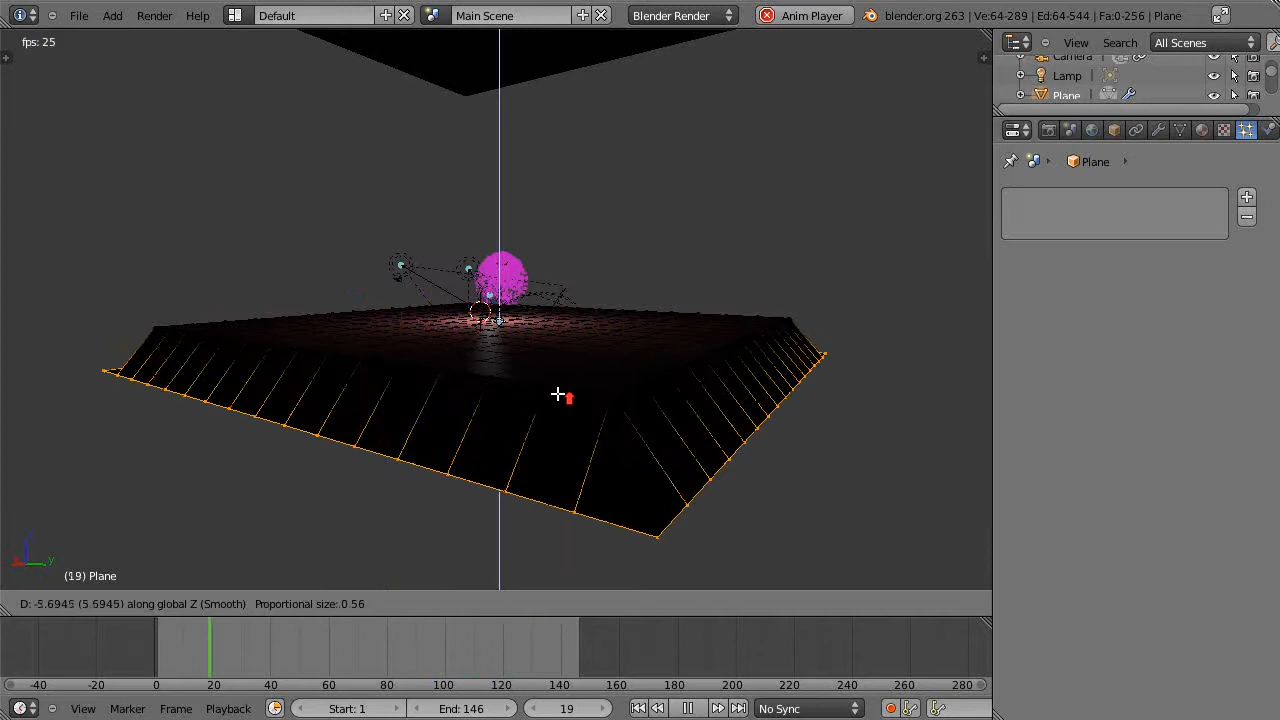 File Add Render Help Default Main Scene Blender Render Anim Player blender.org 263 | Ve:64-289 | Ed:64-544 | Fa:0-256 | Plane
fps: 25
View Search All Scenes
Camera
Lamp
Plane
Plane
z
x y
(19) Plane
D: -5.6945 (5.6945) along global Z (Smooth) Proportional size: 0.56
-40 -20 0 20 40 60 80 100 120 140 160 180 200 220 240 260 280
View Marker Frame Playback Start: 1 End: 146 19 No Sync